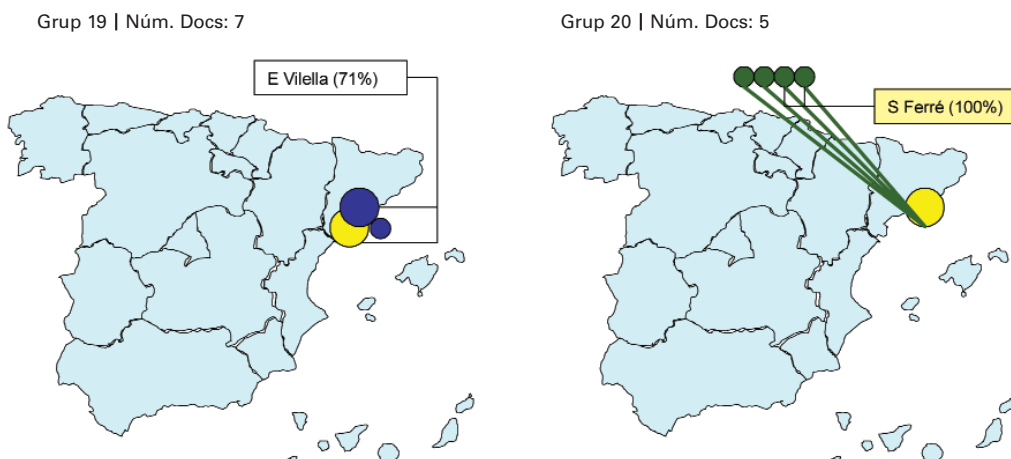 Grup 19 | Núm. Docs: 7
E Vilella (71%)
Grup 20 | Núm. Docs: 5
S Ferré (100%)